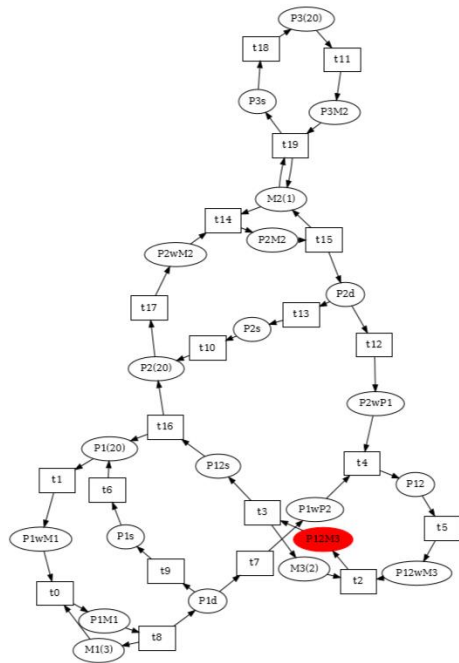 P3(20)
t18
t11
P3s
P3M2
t19
M2(1)
t14
P2M2
t15
P2wM2
P2d
t17
t13
P2s
t10
t12
P2(20)
P2wP1
t16
P1(20)
t4
P12s
t1
P12
t6
P1wP2
t3
t5
P1wM1
P1s
P12M3
t7
t9
M3(2)
t2
P12wM3
t0
P1d
P1M1
t8
M1(3)